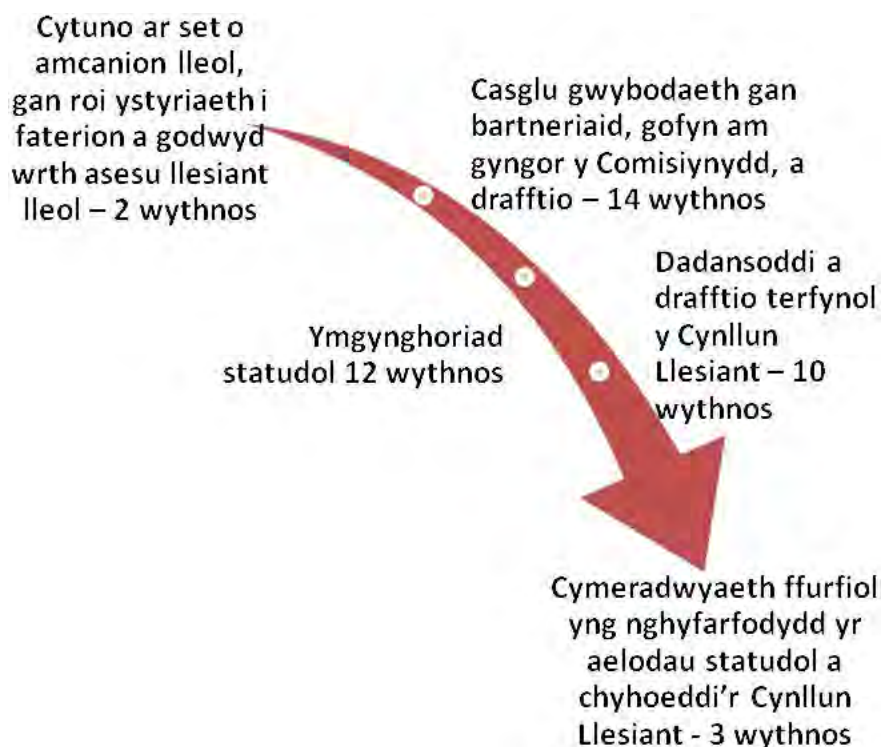 Cytuno ar set o
amcanion lleol,
gan roi ystyriaeth i
faterion a godwyd
wrth asesu llesiant
lleol – 2 wythnos
Casglu gwybodaeth gan
bartneriaid, gofyn am
gyngor y Comisiynydd, a
drafftio – 14 wythnos
Ymgynghoriad
statudol 12 wythnos
Dadansoddi a
drafftio terfynol
y Cynllun
Llesiant – 10
wythnos
Cymeradwyaeth ffurfiol
yng nghyfarfodydd yr
aelodau statudol a
chyhoeddi'r Cynllun
Llesiant - 3 wythnos